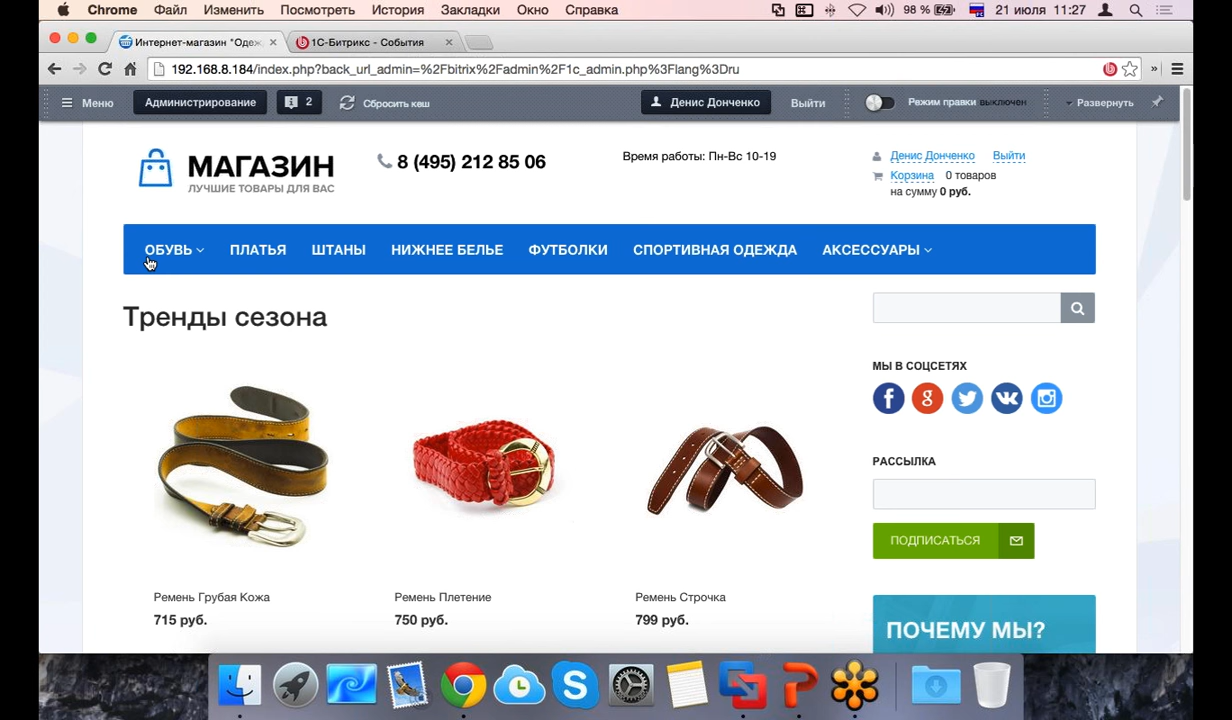 Chrome Файл Изменить Посмотреть История Закладки Окно Справка 98 % 21 июля 11:27
Интернет-магазин "Одеж 1С-Битрикс - События
192.168.8.184/index.php?back_url_admin=%2Fbitrix%2Fadmin%2F1c_admin.php%3Flang%3Dru
Меню Администрирование 2 Сбросить кеш Денис Донченко Выйти Режим правки выключен Развернуть
МАГАЗИН
ЛУЧШИЕ ТОВАРЫ ДЛЯ ВАС
8 (495) 212 85 06
Время работы: Пн-Вс 10-19
Денис Донченко Выйти
Корзина 0 товаров
на сумму 0 руб.
ОБУВЬ ПЛАТЬЯ ШТАНЫ НИЖНЕЕ БЕЛЬЕ ФУТБОЛКИ СПОРТИВНАЯ ОДЕЖДА АКСЕССУАРЫ
Тренды сезона
МЫ В СОЦСЕТЯХ
РАССЫЛКА
ПОДПИСАТЬСЯ
Ремень Грубая Кожа Ремень Плетение Ремень Строчка
715 руб. 750 руб. 799 руб.
ПОЧЕМУ МЫ?